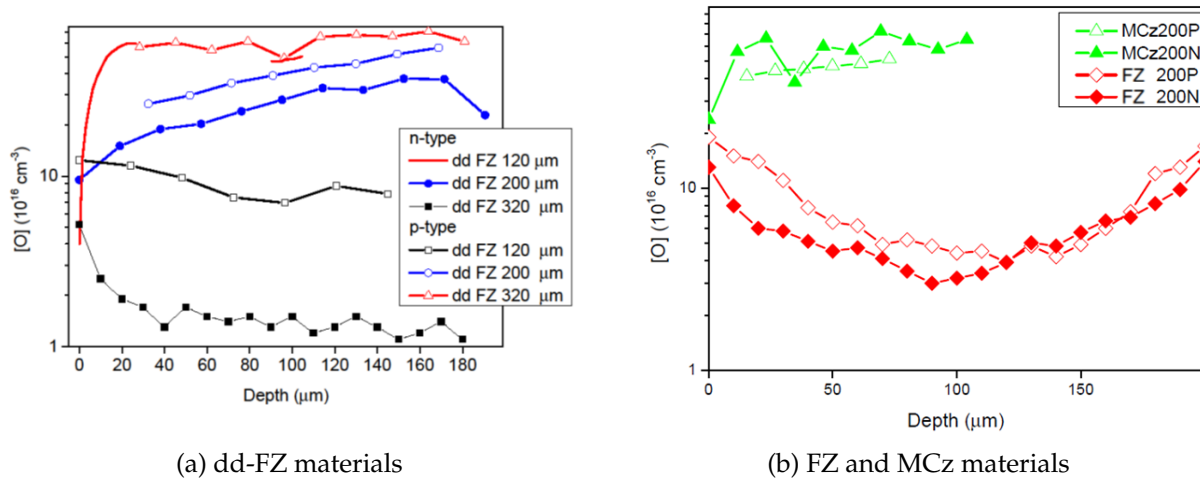 [O] (10¹⁶ cm⁻³)
10
1
n-type
dd FZ 120 μm
dd FZ 200 μm
dd FZ 320 μm
p-type
dd FZ 120 μm
dd FZ 200 μm
dd FZ 320 μm
0 20 40 60 80 100 120 140 160 180
Depth (μm)
(a) dd-FZ materials
[O] (10¹⁶ cm⁻³)
10
1
MCz200P
MCz200N
FZ 200P
FZ 200N
0 50 100 150
Depth (μm)
(b) FZ and MCz materials